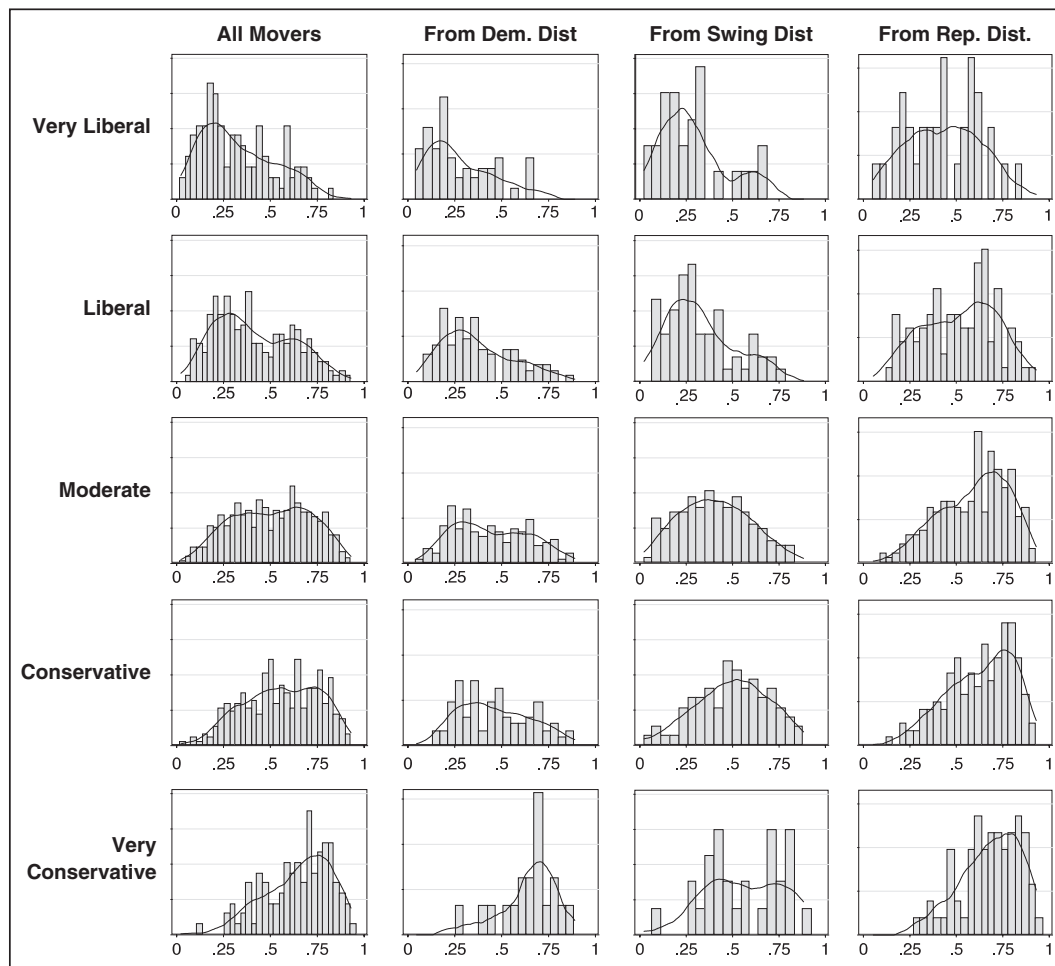 All Movers From Dem. Dist From Swing Dist From Rep. Dist.
Very Liberal
0 .25 .5 .75 1 0 .25 .5 .75 1 0 .25 .5 .75 1 0 .25 .5 .75 1
Liberal
0 .25 .5 .75 1 0 .25 .5 .75 1 0 .25 .5 .75 1 0 .25 .5 .75 1
Moderate
0 .25 .5 .75 1 0 .25 .5 .75 1 0 .25 .5 .75 1 0 .25 .5 .75 1
Conservative
0 .25 .5 .75 1 0 .25 .5 .75 1 0 .25 .5 .75 1 0 .25 .5 .75 1
Very
Conservative
0 .25 .5 .75 1 0 .25 .5 .75 1 0 .25 .5 .75 1 0 .25 .5 .75 1